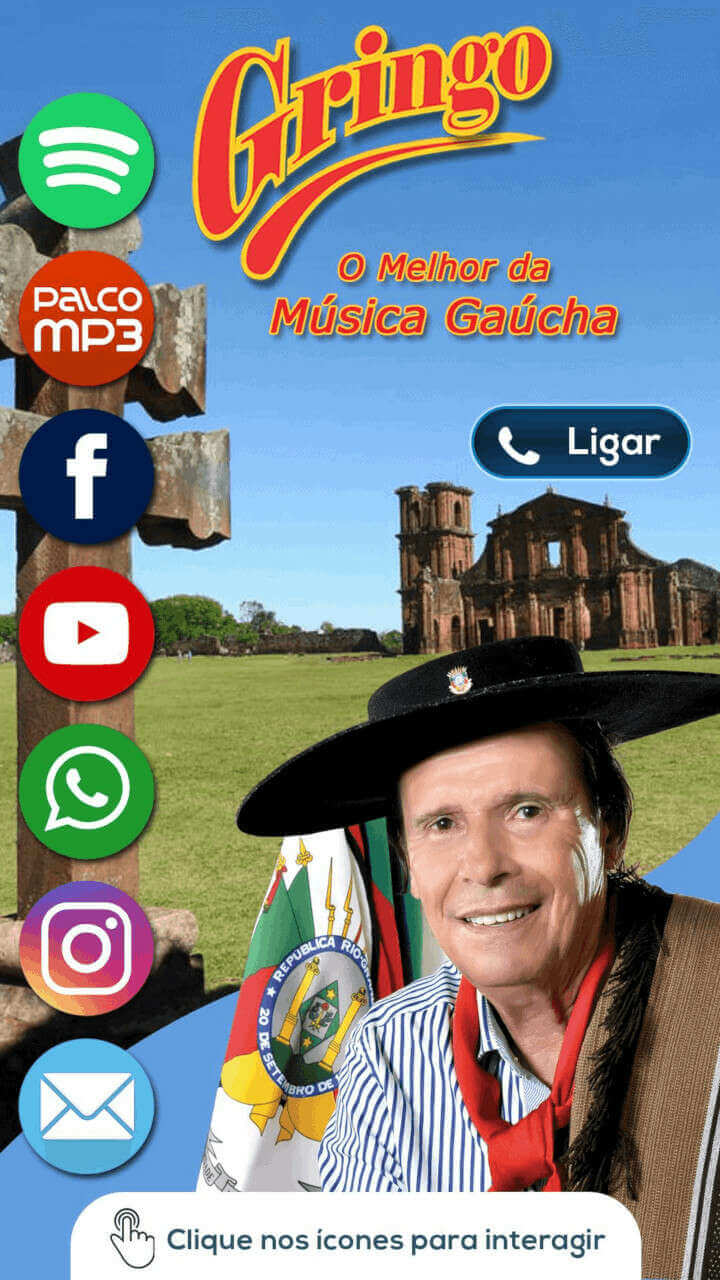 Gringo
O Melhor da
Música Gaúcha
PALCO
MP3
Ligar
REPÚBLICA RIO
20 DE SETEMBRO DE
Clique nos ícones para interagir